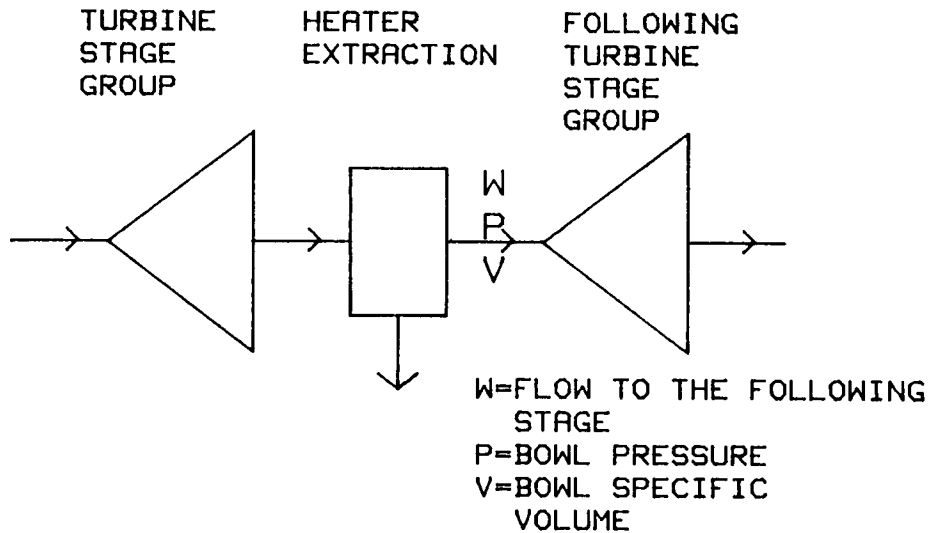 TURBINE
STAGE
GROUP
HEATER
EXTRACTION
FOLLOWING
TURBINE
STAGE
GROUP
W
P
V
W=FLOW TO THE FOLLOWING
STAGE
P=BOWL PRESSURE
V=BOWL SPECIFIC
VOLUME